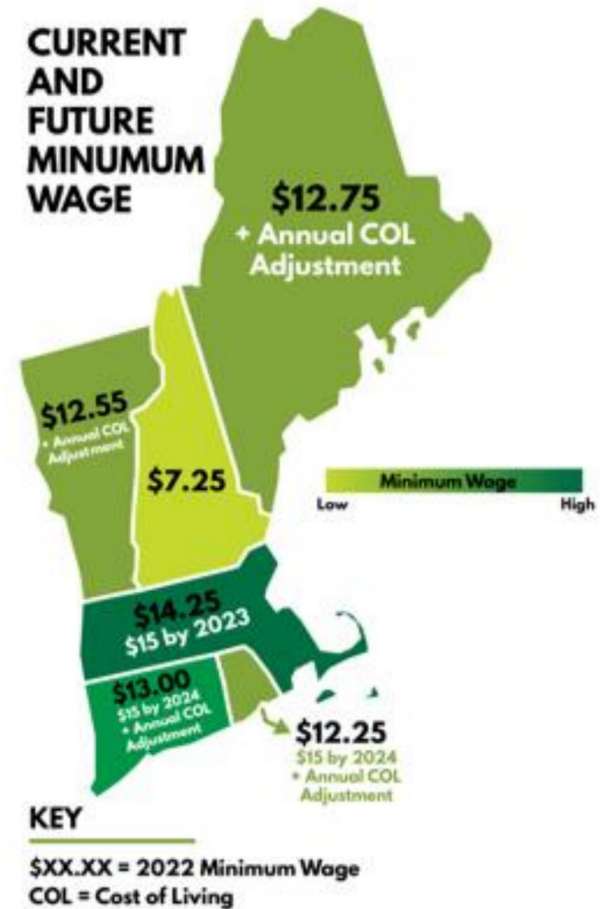 CURRENT
AND
FUTURE
MINUMUM
WAGE
$12.75
+ Annual COL
Adjustment
$12.55
+ Annual COL
Adjustment
$7.25
Minimum Wage
Low
High
$14.25
$15 by 2023
$13.00
$15 by 2024
+ Annual COL
Adjustment
$12.25
$15 by 2024
+ Annual COL
Adjustment
KEY
$XX.XX = 2022 Minimum Wage
COL = Cost of Living